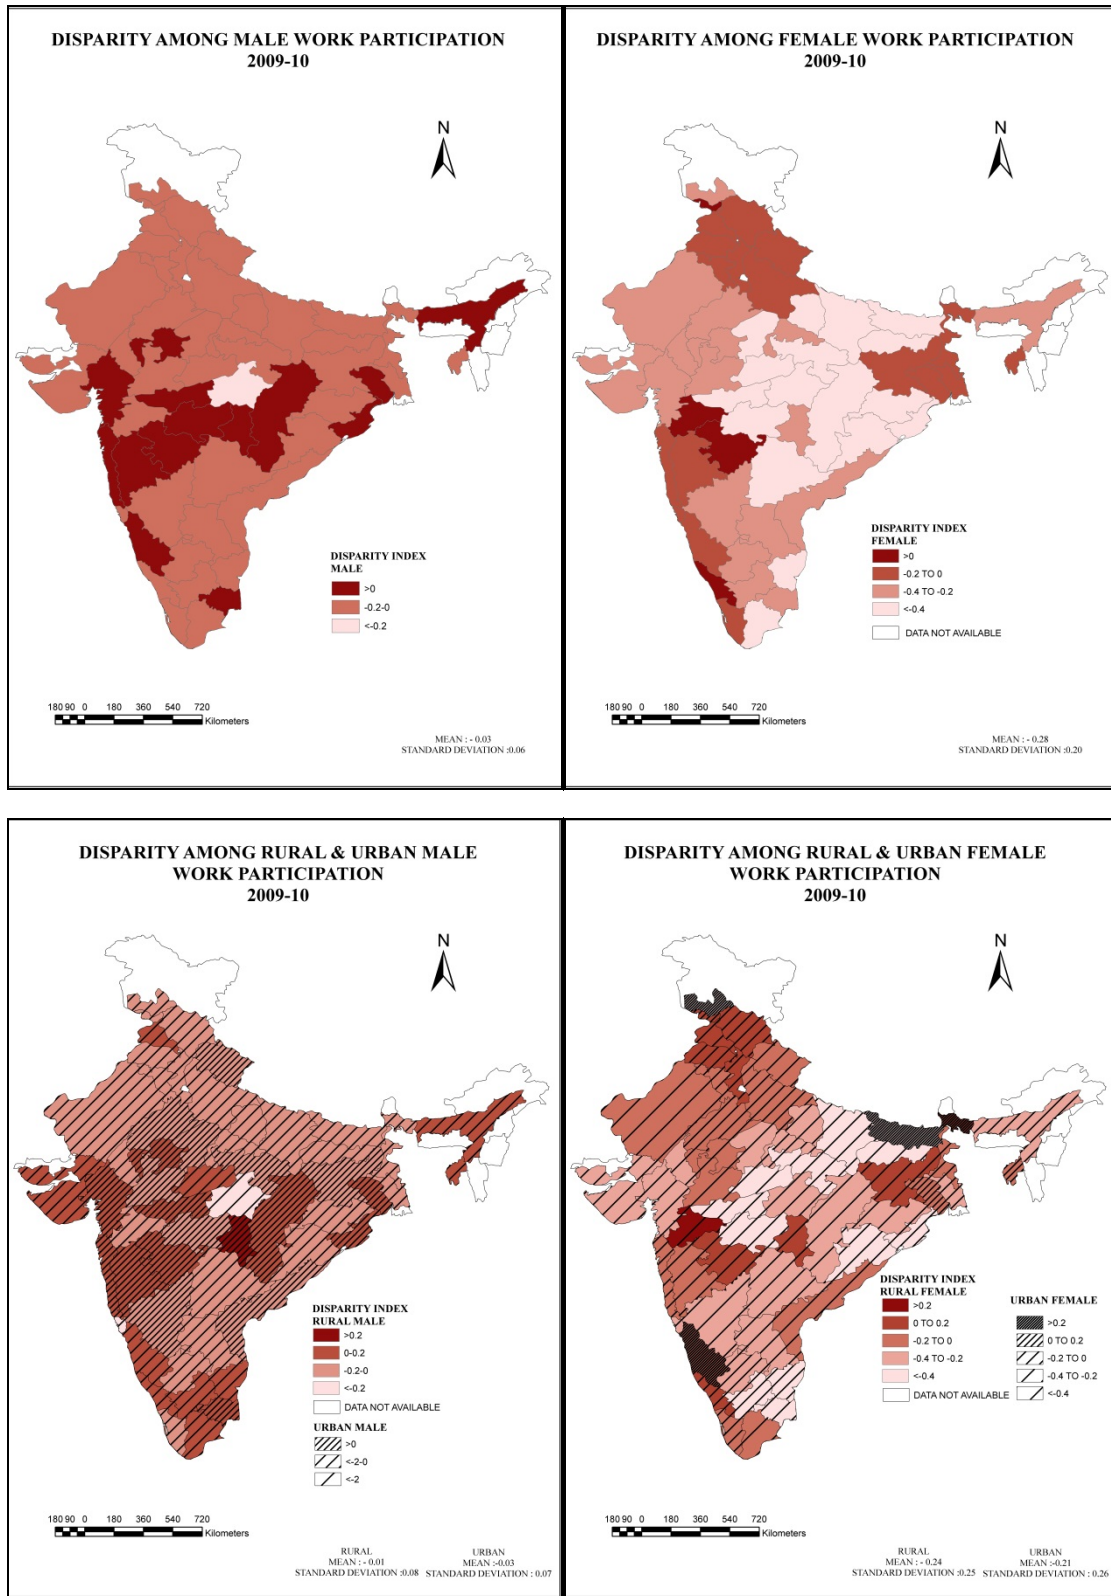 DISPARITY AMONG MALE WORK PARTICIPATION
2009-10
N
DISPARITY INDEX
MALE
>0
-0.2-0
<-0.2
180 90 0 180 360 540 720
Kilometers
MEAN : - 0.03
STANDARD DEVIATION :0.06
DISPARITY AMONG FEMALE WORK PARTICIPATION
2009-10
N
DISPARITY INDEX
FEMALE
>0
-0.2 TO 0
-0.4 TO -0.2
<-0.4
DATA NOT AVAILABLE
180 90 0 180 360 540 720
Kilometers
MEAN : - 0.28
STANDARD DEVIATION :0.20
DISPARITY AMONG RURAL & URBAN MALE
WORK PARTICIPATION
2009-10
N
DISPARITY INDEX
RURAL MALE
>0.2
0-0.2
-0.2-0
<-0.2
DATA NOT AVAILABLE
URBAN MALE
>0
<-2-0
<-2
180 90 0 180 360 540 720
Kilometers
RURAL
MEAN : - 0.01
STANDARD DEVIATION :0.08
URBAN
MEAN :-0.03
STANDARD DEVIATION : 0.07
DISPARITY AMONG RURAL & URBAN FEMALE
WORK PARTICIPATION
2009-10
N
DISPARITY INDEX
RURAL FEMALE
>0.2
0 TO 0.2
-0.2 TO 0
-0.4 TO -0.2
<-0.4
DATA NOT AVAILABLE
URBAN FEMALE
>0.2
0 TO 0.2
-0.2 TO 0
-0.4 TO -0.2
<-0.4
180 90 0 180 360 540 720
Kilometers
RURAL
MEAN : - 0.24
STANDARD DEVIATION :0.25
URBAN
MEAN :-0.21
STANDARD DEVIATION : 0.26